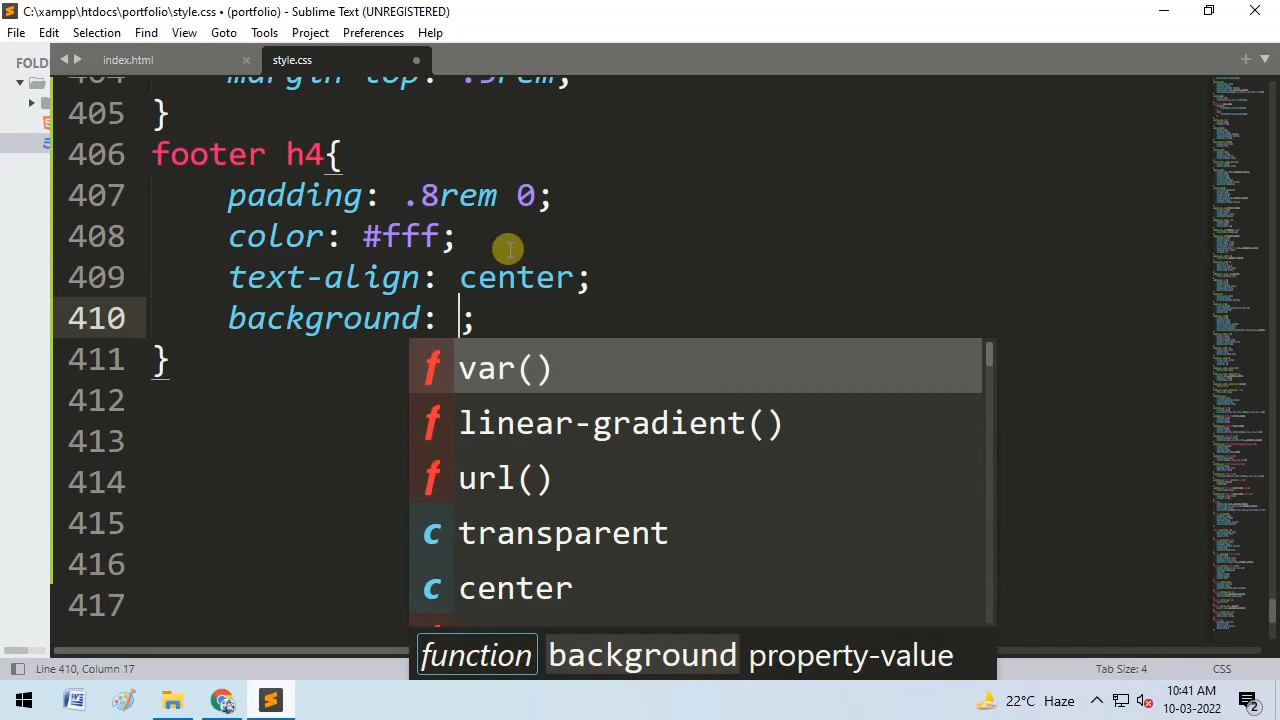 C:\xampp\htdocs\portfolio\style.css • (portfolio) - Sublime Text (UNREGISTERED)
File Edit Selection Find View Goto Tools Project Preferences Help
FOLD
index.html
style.css
404 margin-top: .5rem;
405 }
406 footer h4{
407 padding: .8rem 0;
408 color: #fff;
409 text-align: center;
410 background: ;
411 }
412
413
414
415
416
417
f var()
f linear-gradient()
f url()
c transparent
c center
function background property-value
Line 410, Column 17
Tab Size: 4
CSS
22°C Haze
10:41 AM
10-03-2022
2